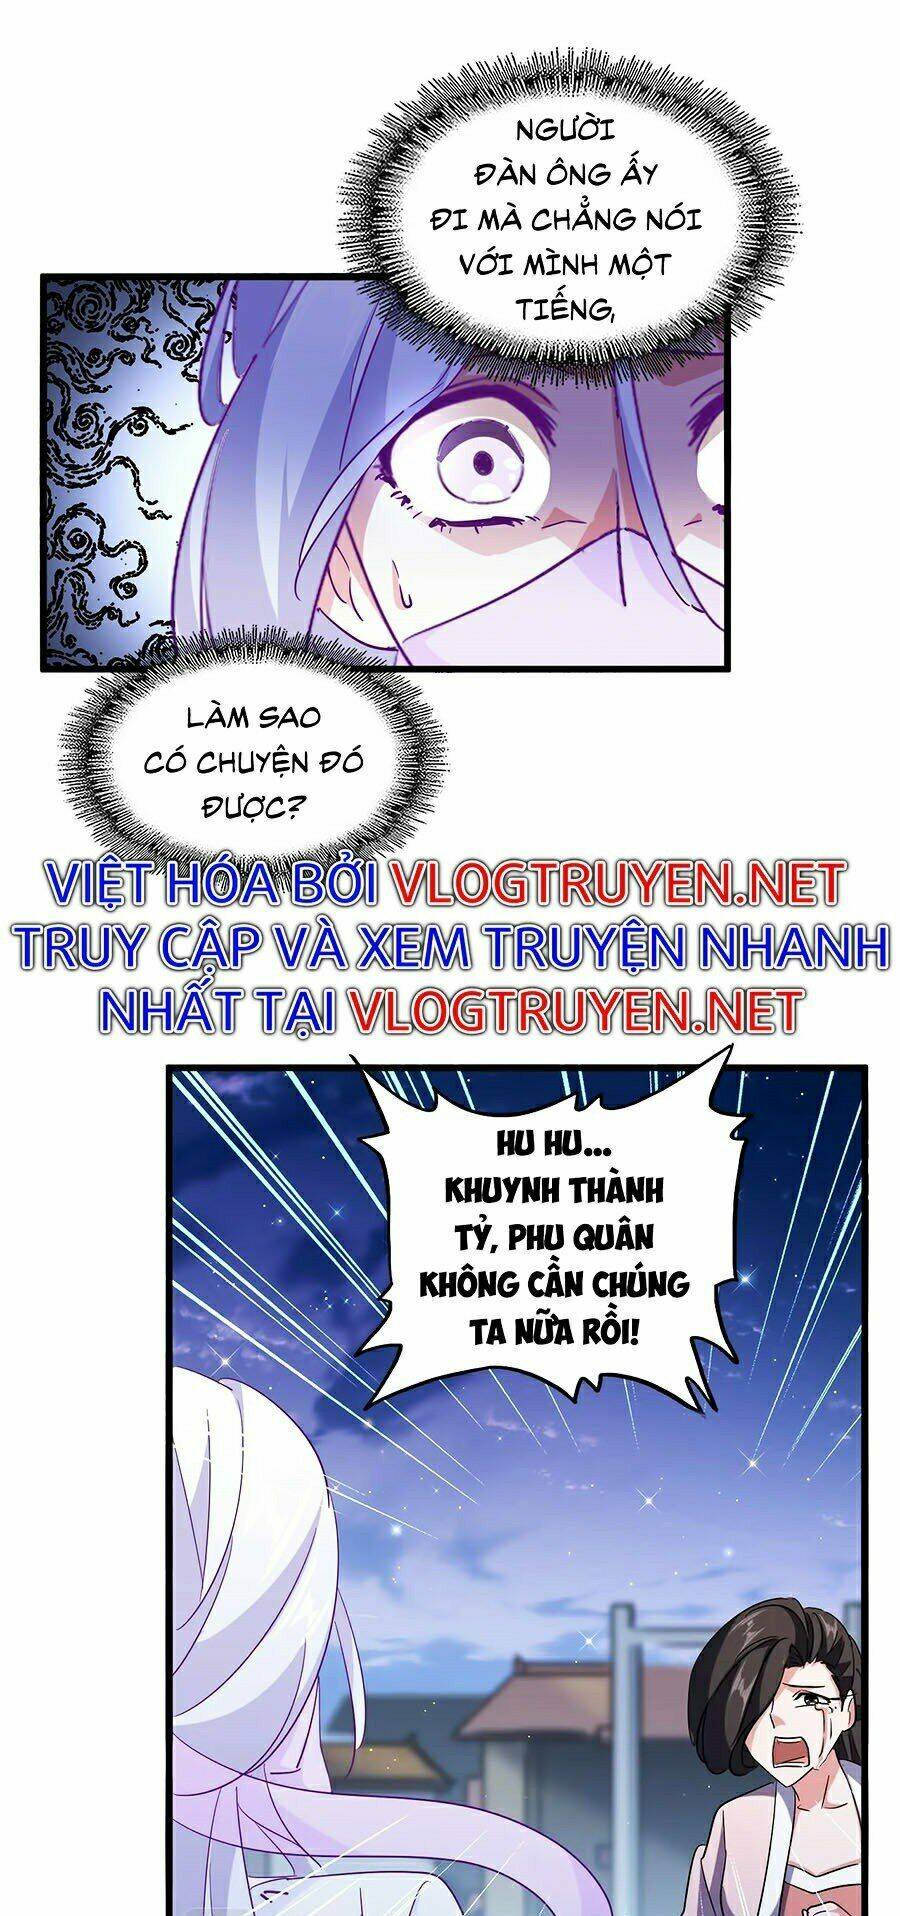 NGƯỜI
ĐÀN ÔNG ẤY
ĐI MÀ CHẲNG NÓI
VỚI MÌNH MỘT
TIẾNG,
LÀM SAO
CÓ CHUYỆN ĐÓ
ĐƯỢC?
VIỆT HÓA BỞI VLOGTRUYEN.NET
TRUY CẬP VÀ XEM TRUYỆN NHANH
NHẤT TẠI VLOGTRUYEN.NET
HU HU...
KHUYNH THÀNH
TỶ, PHU QUÂN
KHÔNG CẦN CHÚNG
TA NỮA RỒI!